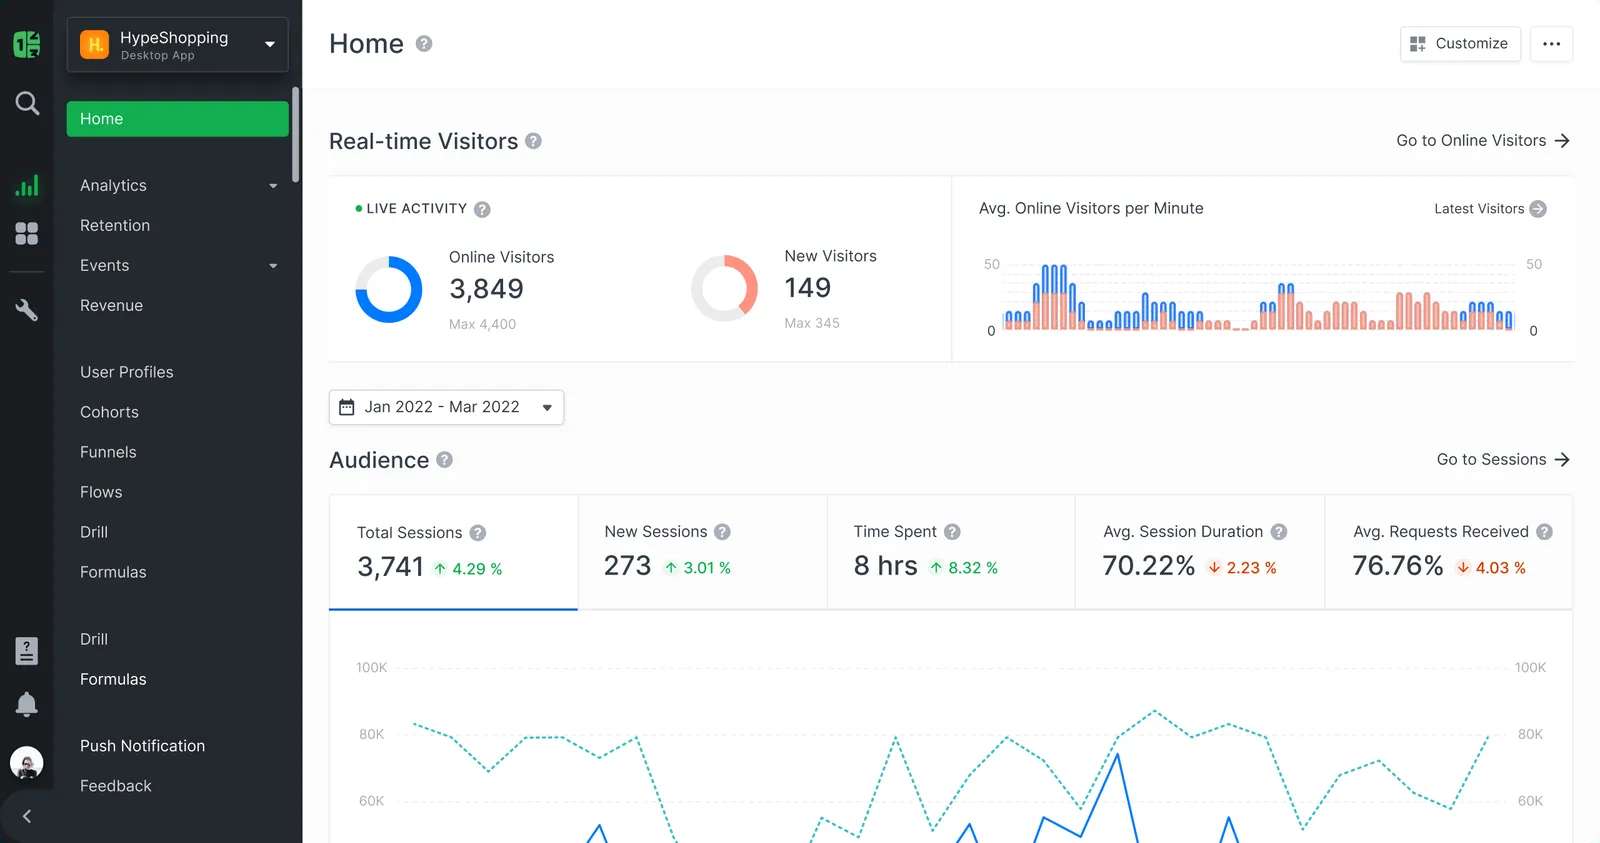 HypeShopping
Desktop App
Home
Analytics
Retention
Events
Revenue
User Profiles
Cohorts
Funnels
Flows
Drill
Formulas
Drill
Formulas
Push Notification
Feedback
Home ?
Customize
Real-time Visitors ?
Go to Online Visitors →
LIVE ACTIVITY ?
Online Visitors
3,849
Max 4,400
New Visitors
149
Max 345
Avg. Online Visitors per Minute
Latest Visitors
50 50
0 0
Jan 2022 - Mar 2022
Audience ?
Go to Sessions →
Total Sessions ?
3,741 ↑ 4.29 %
New Sessions ?
273 ↑ 3.01 %
Time Spent ?
8 hrs ↑ 8.32 %
Avg. Session Duration ?
70.22% ↓ 2.23 %
Avg. Requests Received ?
76.76% ↓ 4.03 %
100K 100K
80K 80K
60K 60K